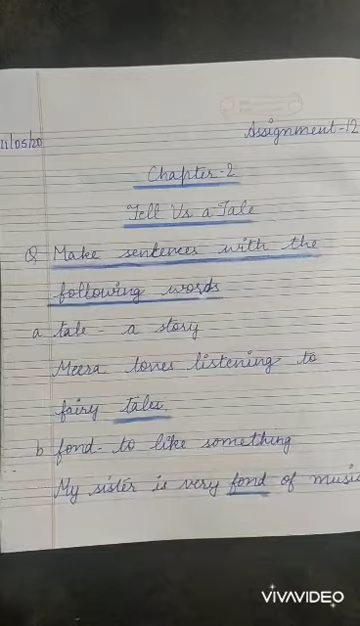 11/05/20
Assignment-12
Chapter-2
Tell Us a Tale
Q Make sentences with the
following words
a tale - a story
Meera loves listening to
fairy tales.
b fond - to like something
My sister is very fond of music
VIVAVIDEO